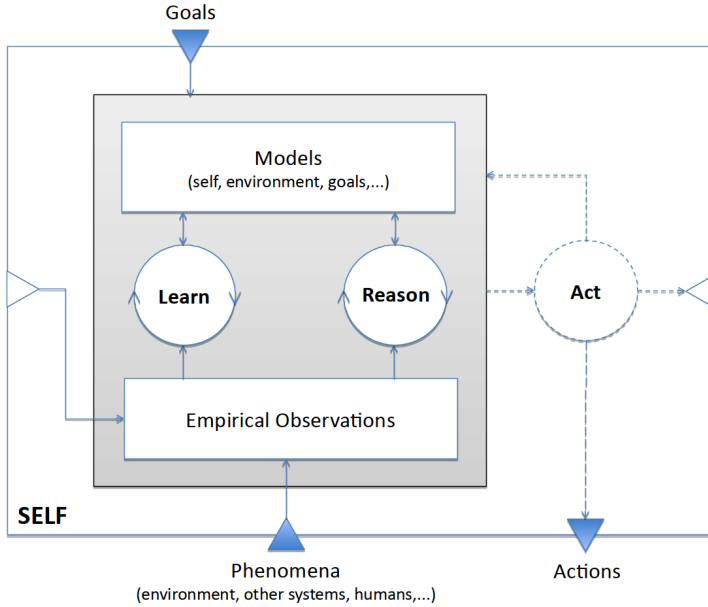 Goals
Models
(self, environment, goals,...)
Learn
Reason
Act
Empirical Observations
SELF
Phenomena
(environment, other systems, humans,...)
Actions